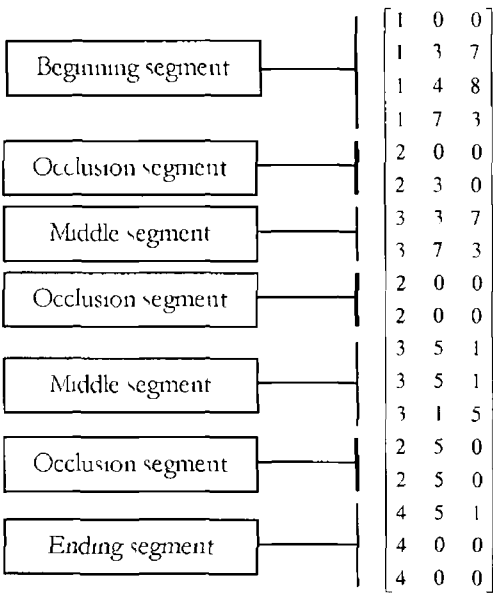 1 0 0
Beginning segment 1 3 7
1 4 8
1 7 3
Occlusion segment 2 0 0
2 3 0
Middle segment 3 3 7
3 7 3
Occlusion segment 2 0 0
2 0 0
3 5 1
Middle segment 3 5 1
3 1 5
Occlusion segment 2 5 0
2 5 0
4 5 1
Ending segment 4 0 0
4 0 0